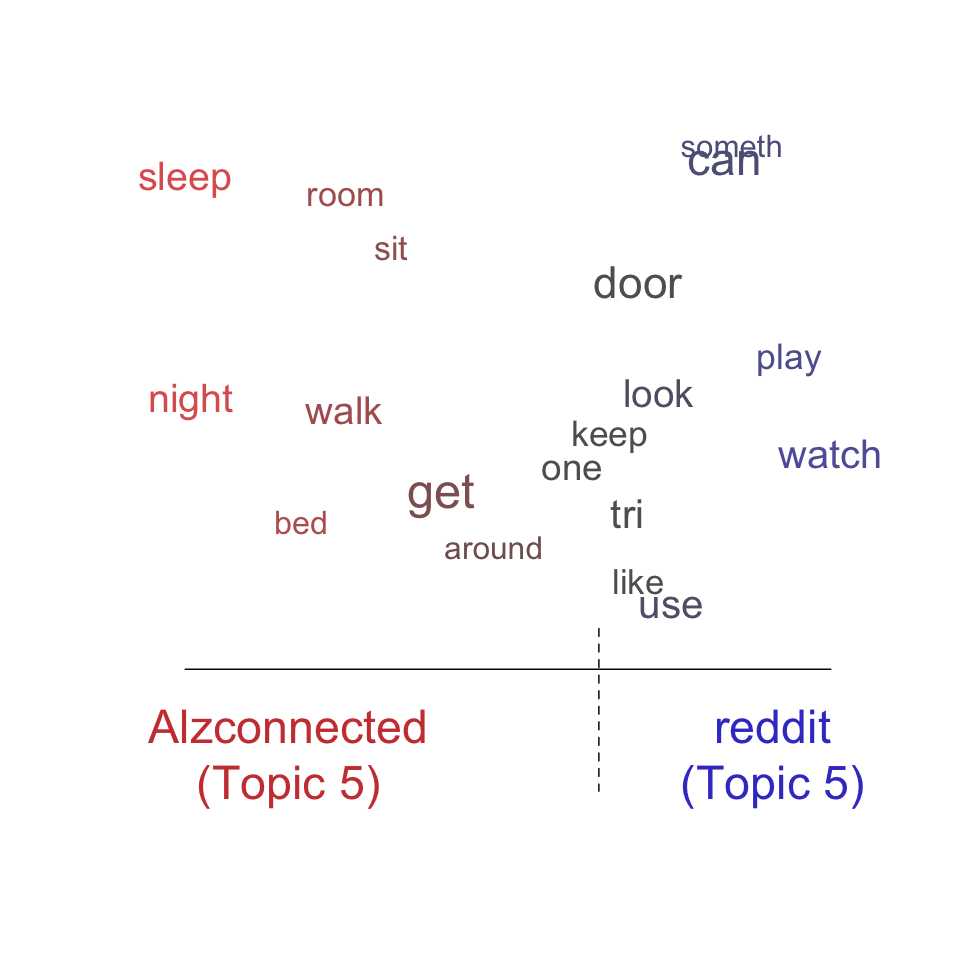 someth
can
sleep
room
sit
door
play
look
night
walk
keep
watch
one
get
tri
bed
around
like
use
Alzconnected
(Topic 5)
reddit
(Topic 5)